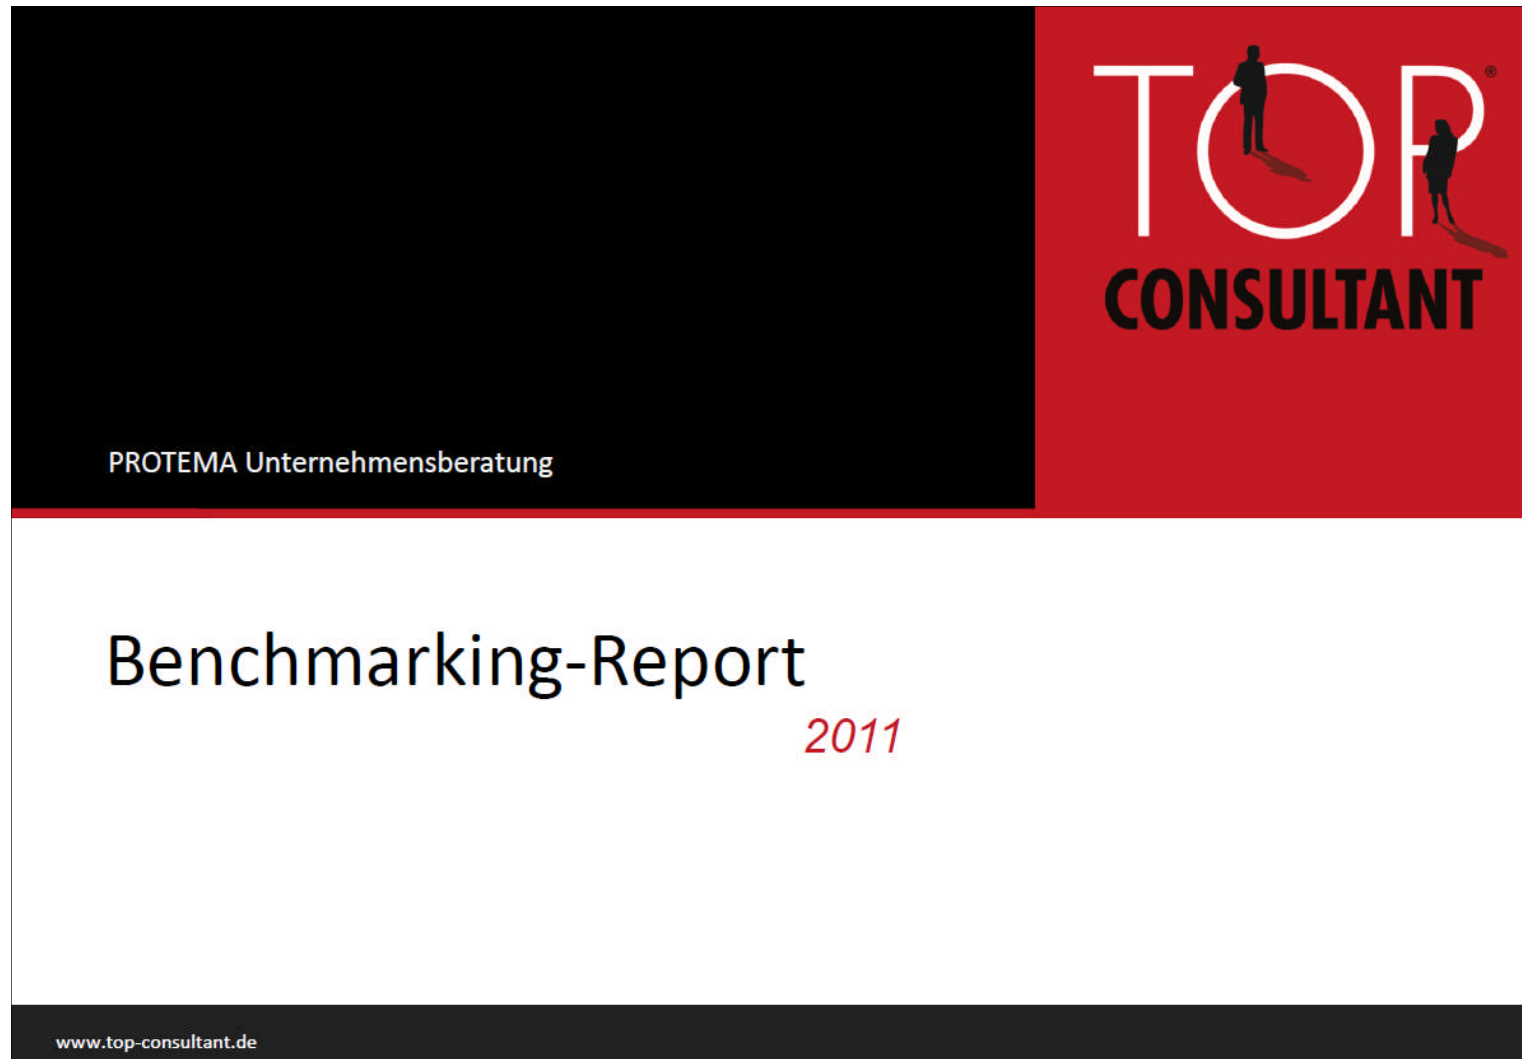 TOP®
CONSULTANT
PROTEMA Unternehmensberatung
Benchmarking-Report
2011
www.top-consultant.de